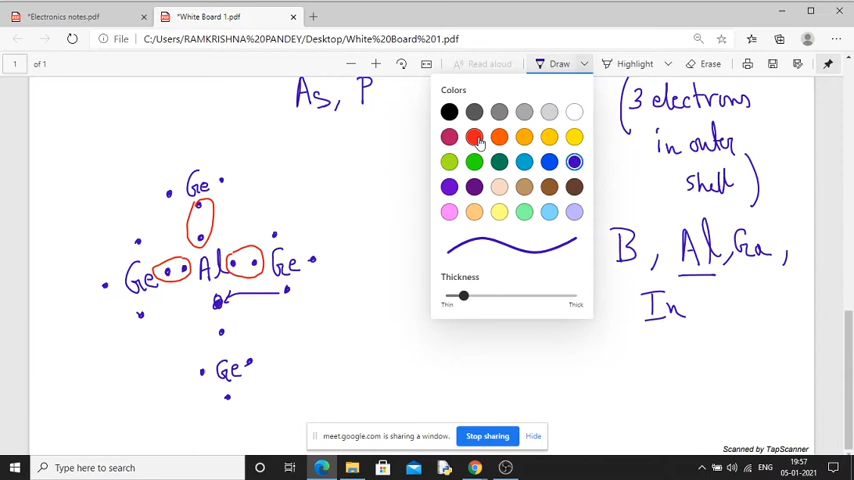 *Electronics notes.pdf
*White Board 1.pdf
File
C:/Users/RAMKRISHNA%20PANDEY/Desktop/White%20Board%201.pdf
1 of 1
Read aloud
Draw
Highlight
Erase
As, P
(3 electrons
in outer
shell)
Colors
Ge
Ge Al Ge
B, Al, Ga,
In
Thickness
Thin
Thick
Ge
meet.google.com is sharing a window.
Stop sharing
Hide
Scanned by TapScanner
Type here to search
ENG
19:57
05-01-2021